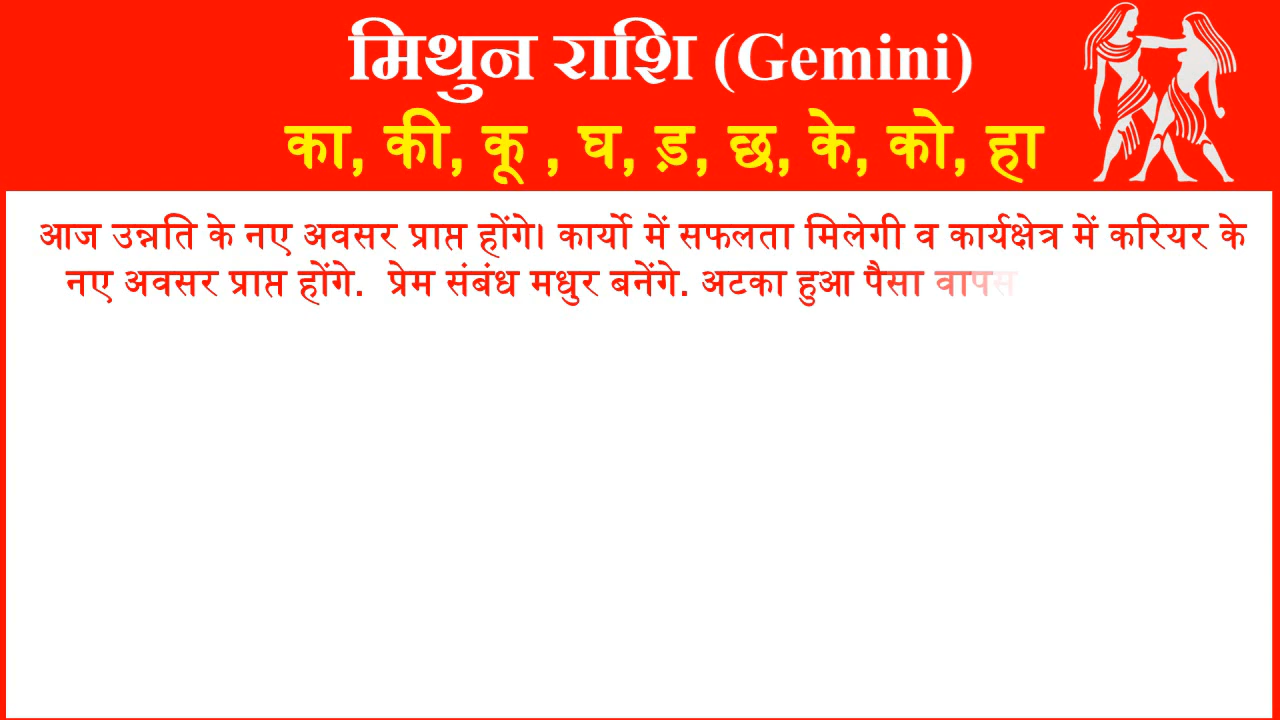 मिथुन राशि (Gemini)
का, की, कू , घ, ड़, छ, के, को, हा
आज उन्नति के नए अवसर प्राप्त होंगे। कार्यो में सफलता मिलेगी व कार्यक्षेत्र में करियर के
नए अवसर प्राप्त होंगे. प्रेम संबंध मधुर बनेंगे. अटका हुआ पैसा वापस